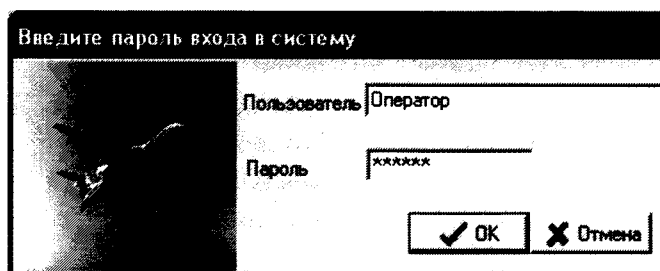 Введите пароль входа в систему
Пользователь Оператор
Пароль ******
OK Отмена